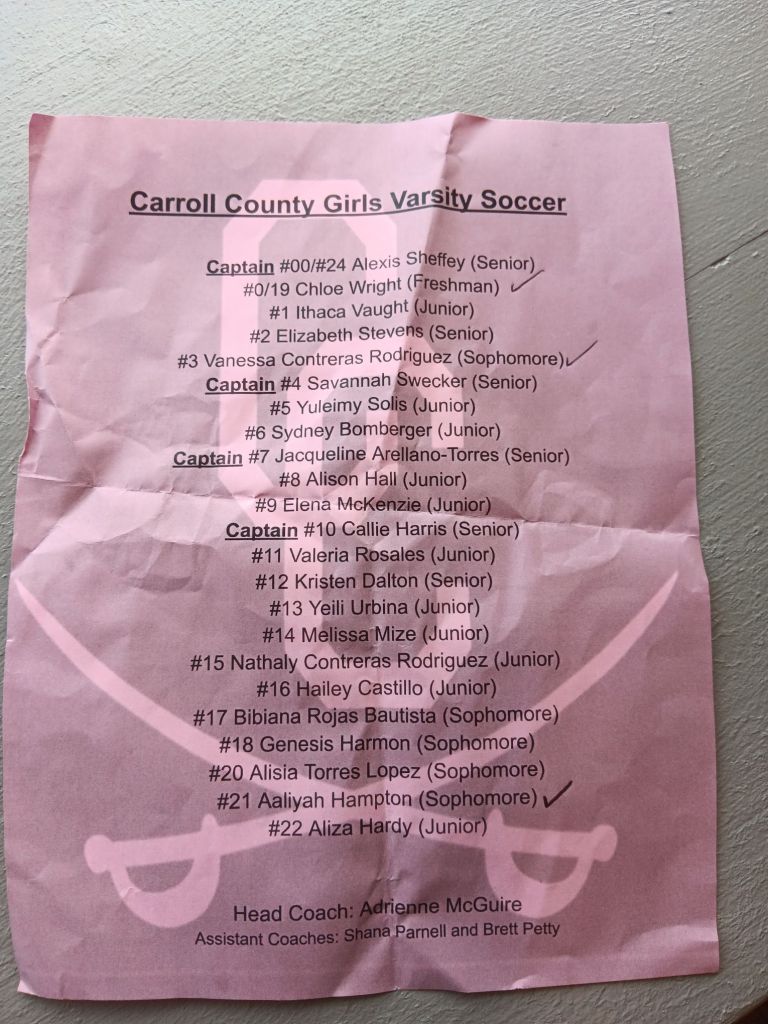 Carroll County Girls Varsity Soccer
Captain #00/#24 Alexis Sheffey (Senior)
#0/19 Chloe Wright (Freshman) ✓
#1 Ithaca Vaught (Junior)
#2 Elizabeth Stevens (Senior)
#3 Vanessa Contreras Rodriguez (Sophomore) ✓
Captain #4 Savannah Swecker (Senior)
#5 Yuleimy Solis (Junior)
#6 Sydney Bomberger (Junior)
Captain #7 Jacqueline Arellano-Torres (Senior)
#8 Alison Hall (Junior)
#9 Elena McKenzie (Junior)
Captain #10 Callie Harris (Senior)
#11 Valeria Rosales (Junior)
#12 Kristen Dalton (Senior)
#13 Yeili Urbina (Junior)
#14 Melissa Mize (Junior)
#15 Nathaly Contreras Rodriguez (Junior)
#16 Hailey Castillo (Junior)
#17 Bibiana Rojas Bautista (Sophomore)
#18 Genesis Harmon (Sophomore)
#20 Alisia Torres Lopez (Sophomore)
#21 Aaliyah Hampton (Sophomore) ✓
#22 Aliza Hardy (Junior)
Head Coach: Adrienne McGuire
Assistant Coaches: Shana Parnell and Brett Petty